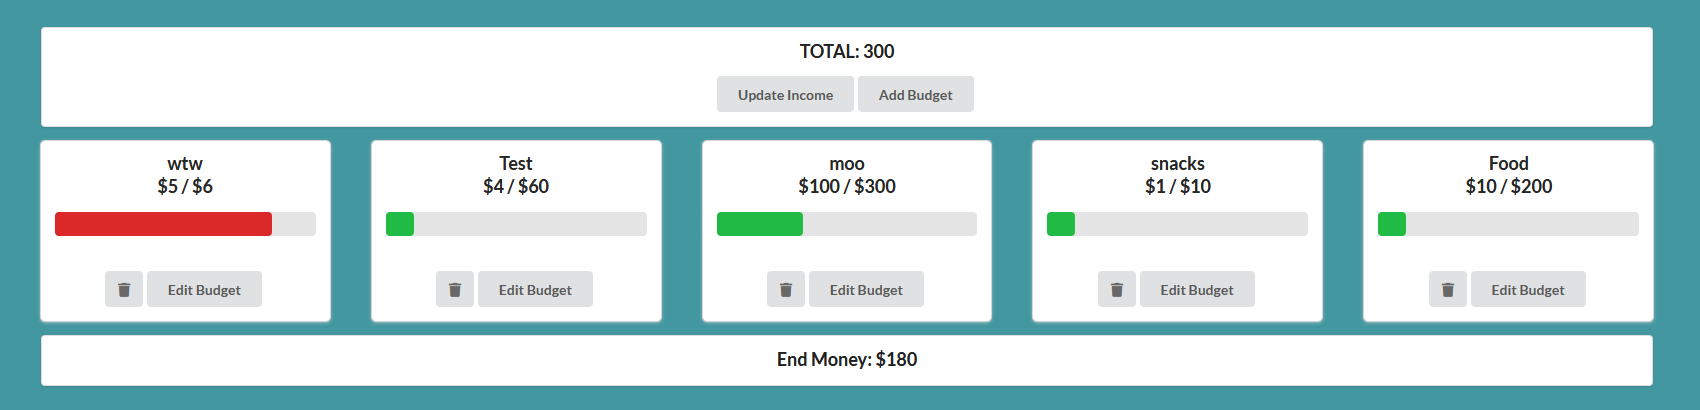 TOTAL: 300
Update Income Add Budget
wtw
$5 / $6
Edit Budget
Test
$4 / $60
Edit Budget
moo
$100 / $300
Edit Budget
snacks
$1 / $10
Edit Budget
Food
$10 / $200
Edit Budget
End Money: $180